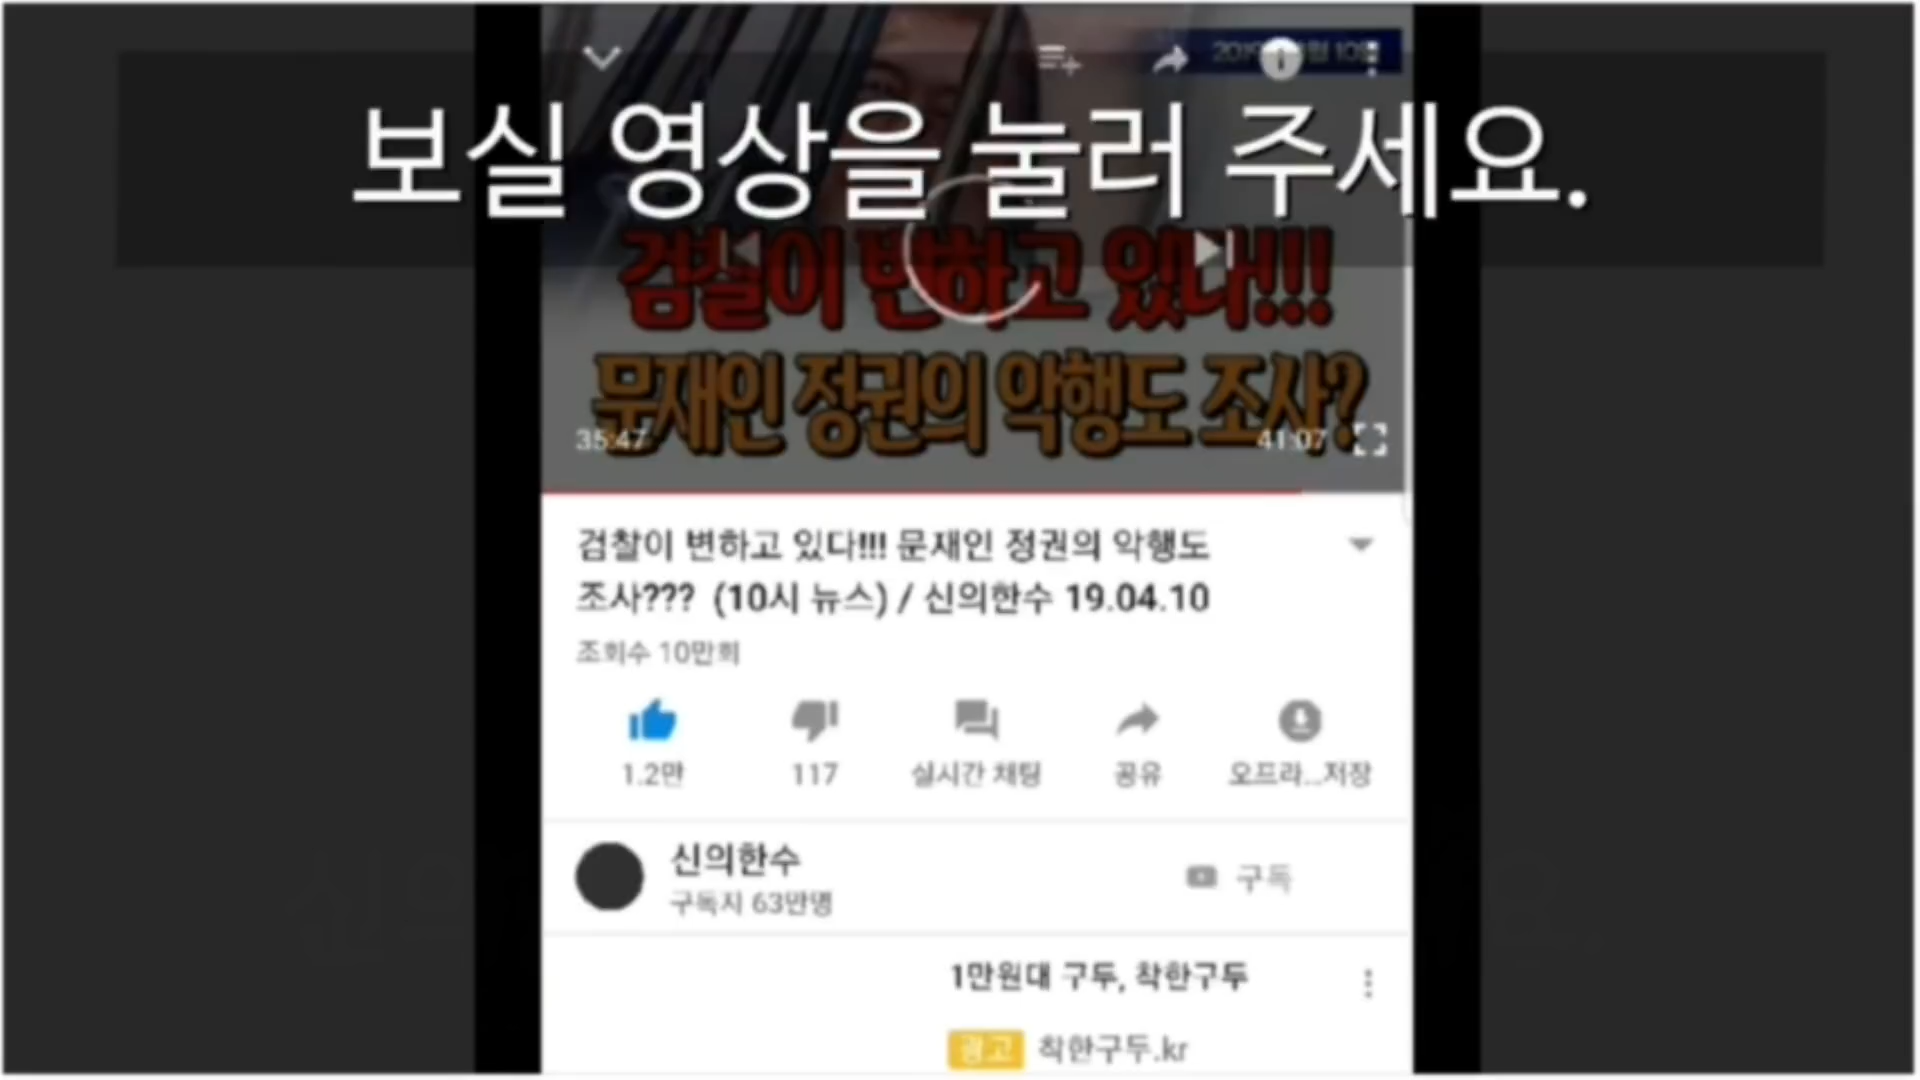 보실 영상을 눌러 주세요.
검찰이 변하고 있다!!!
문재인 정권의 악행도 조사?
35:47
41:07
검찰이 변하고 있다!!! 문재인 정권의 악행도
조사??? (10시 뉴스) / 신의한수 19.04.10
조회수 10만회
1.2만
117
실시간 채팅
공유
오프라...저장
신의한수
구독자 63만명
구독
1만원대 구두, 착한구두
광고 착한구두.kr